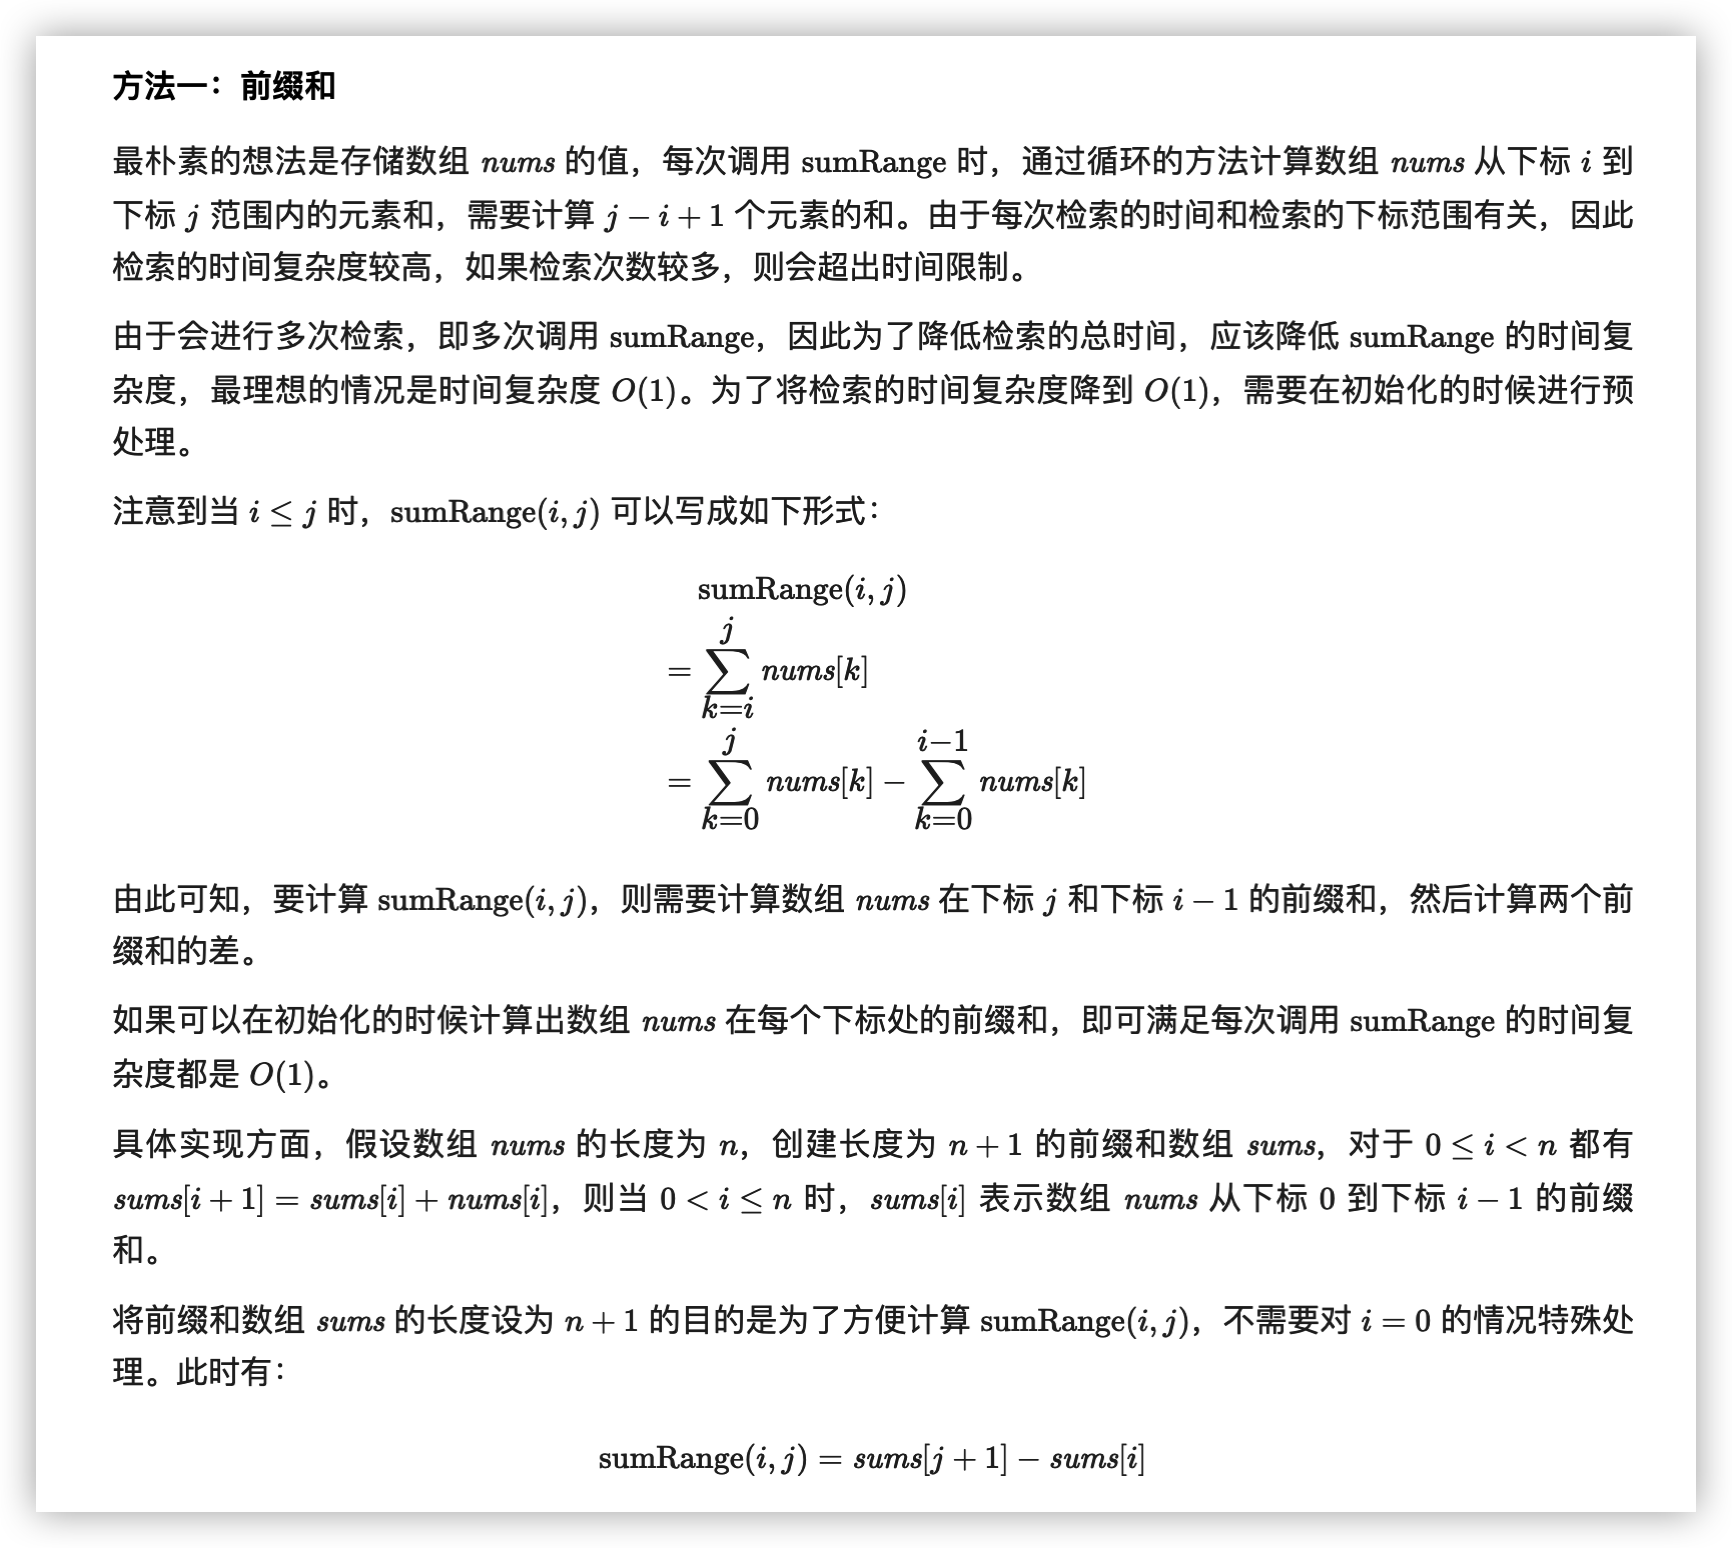 方法一：前缀和
最朴素的想法是存储数组 nums 的值，每次调用 sumRange 时，通过循环的方法计算数组 nums 从下标 i 到
下标 j 范围内的元素和，需要计算 j − i + 1 个元素的和。由于每次检索的时间和检索的下标范围有关，因此
检索的时间复杂度较高，如果检索次数较多，则会超出时间限制。
由于会进行多次检索，即多次调用 sumRange，因此为了降低检索的总时间，应该降低 sumRange 的时间复
杂度，最理想的情况是时间复杂度 O(1)。为了将检索的时间复杂度降到 O(1)，需要在初始化的时候进行预
处理。
注意到当 i ≤ j 时，sumRange(i, j) 可以写成如下形式：
sumRange(i, j)
j
= ∑ nums[k]
k=i
j i−1
= ∑ nums[k] − ∑ nums[k]
k=0 k=0
由此可知，要计算 sumRange(i, j)，则需要计算数组 nums 在下标 j 和下标 i − 1 的前缀和，然后计算两个前
缀和的差。
如果可以在初始化的时候计算出数组 nums 在每个下标处的前缀和，即可满足每次调用 sumRange 的时间复
杂度都是 O(1)。
具体实现方面，假设数组 nums 的长度为 n，创建长度为 n + 1 的前缀和数组 sums，对于 0 ≤ i < n 都有
sums[i + 1] = sums[i] + nums[i]，则当 0 < i ≤ n 时，sums[i] 表示数组 nums 从下标 0 到下标 i − 1 的前缀
和。
将前缀和数组 sums 的长度设为 n + 1 的目的是为了方便计算 sumRange(i, j)，不需要对 i = 0 的情况特殊处
理。此时有：
sumRange(i, j) = sums[j + 1] − sums[i]